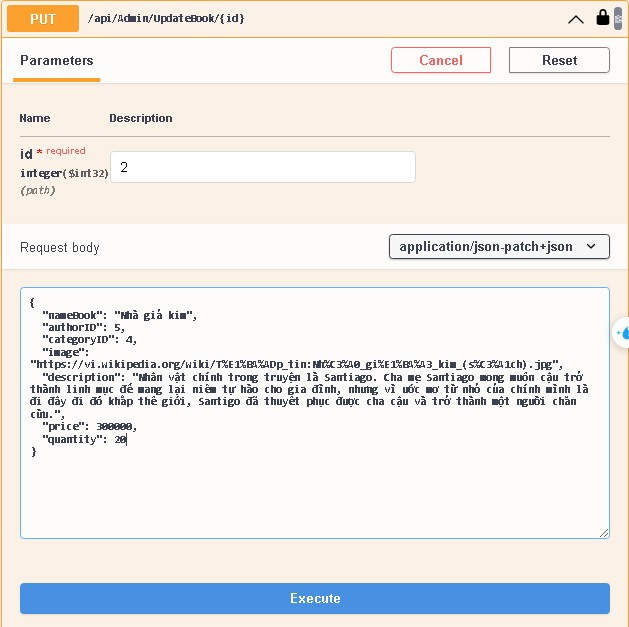 PUT /api/Admin/UpdateBook/{id}
Parameters Cancel Reset
Name Description
id * required
integer($int32) 2
(path)
Request body application/json-patch+json
{
"nameBook": "Nhà giả kim",
"authorID": 5,
"categoryID": 4,
"image":
"https://vi.wikipedia.org/wiki/T%E1%BA%ADp_tin:Nh%C3%A0_gi%E1%BA%A3_kim_(s%C3%A1ch).jpg",
"description": "Nhân vật chính trong truyện là Santiago. Cha mẹ Santiago mong muốn cậu trở
thành linh mục để mang lại niềm tự hào cho gia đình, nhưng vì ước mơ từ nhỏ của chính mình là
đi đây đi đó khắp thế giới, Santigo đã thuyết phục được cha cậu và trở thành một người chăn
cừu.",
"price": 300000,
"quantity": 20
}
Execute